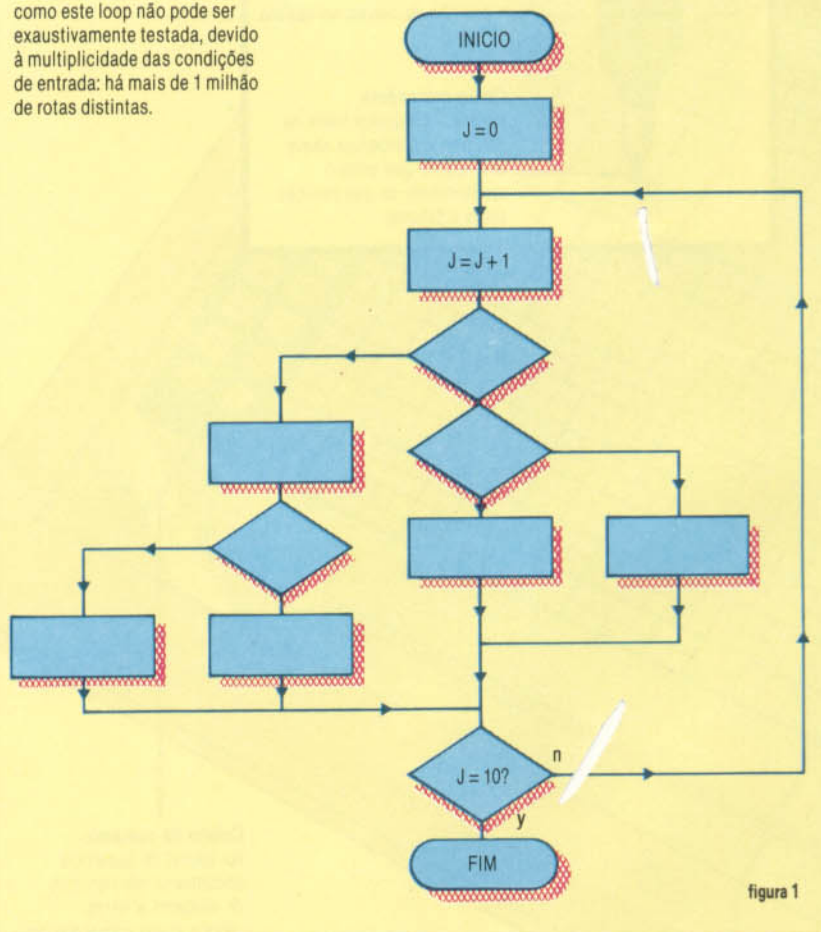 como este loop não pode ser
exaustivamente testada, devido
à multiplicidade das condições
de entrada: há mais de 1 milhão
de rotas distintas.
INICIO
J = 0
J = J + 1
n
J = 10?
y
FIM
figura 1